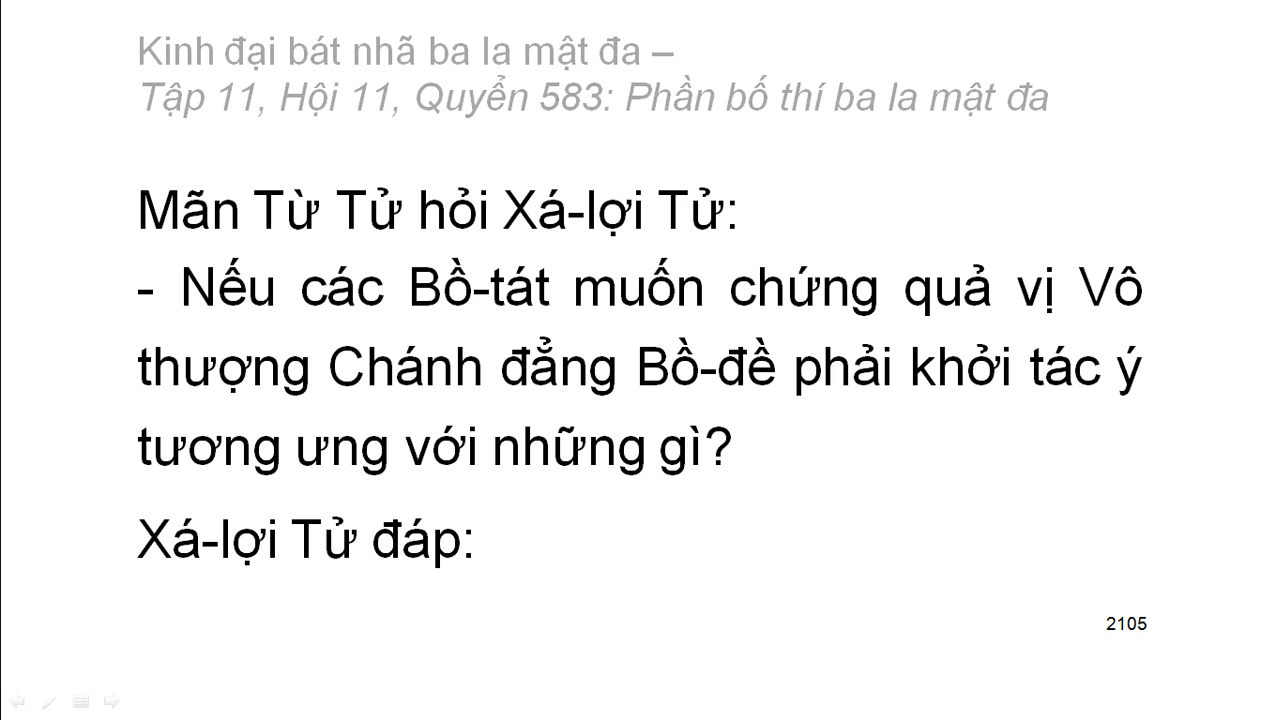 Kinh đại bát nhã ba la mật đa –
Tập 11, Hội 11, Quyển 583: Phần bố thí ba la mật đa
Mãn Từ Tử hỏi Xá-lợi Tử:
- Nếu các Bồ-tát muốn chứng quả vị Vô
thượng Chánh đẳng Bồ-đề phải khởi tác ý
tương ưng với những gì?
Xá-lợi Tử đáp:
2105